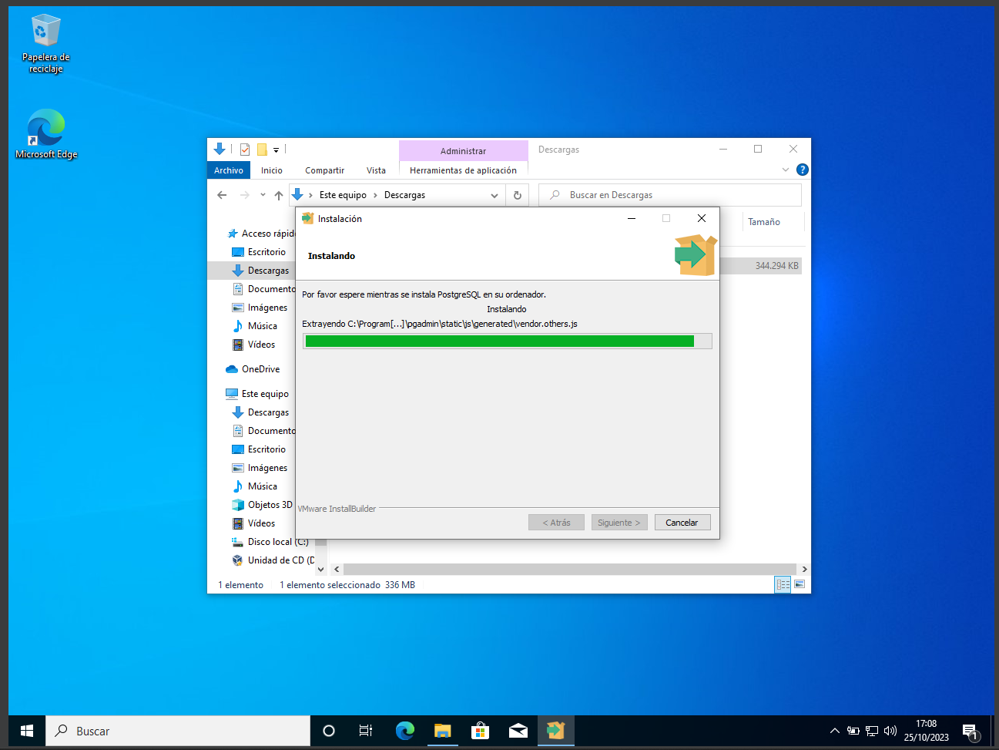 Papelera de
reciclaje
Microsoft Edge
Administrar
Descargas
Archivo
Inicio
Compartir
Vista
Herramientas de aplicación
?
Este equipo
Descargas
Buscar en Descargas
Tamaño
344.294 KB
Acceso rápid
Escritorio
Descargas
Documento
Imágenes
Música
Vídeos
OneDrive
Este equipo
Descargas
Documento
Escritorio
Imágenes
Música
Objetos 3D
Vídeos
Disco local (C:)
Unidad de CD (D
1 elemento
1 elemento seleccionado 336 MB
Instalación
Instalando
Por favor espere mientras se instala PostgreSQL en su ordenador.
Instalando
Extrayendo C:\Program[...]\pgadmin\static\js\generated\vendor.others.js
VMware InstallBuilder
< Atrás
Siguiente >
Cancelar
Buscar
17:08
25/10/2023
1